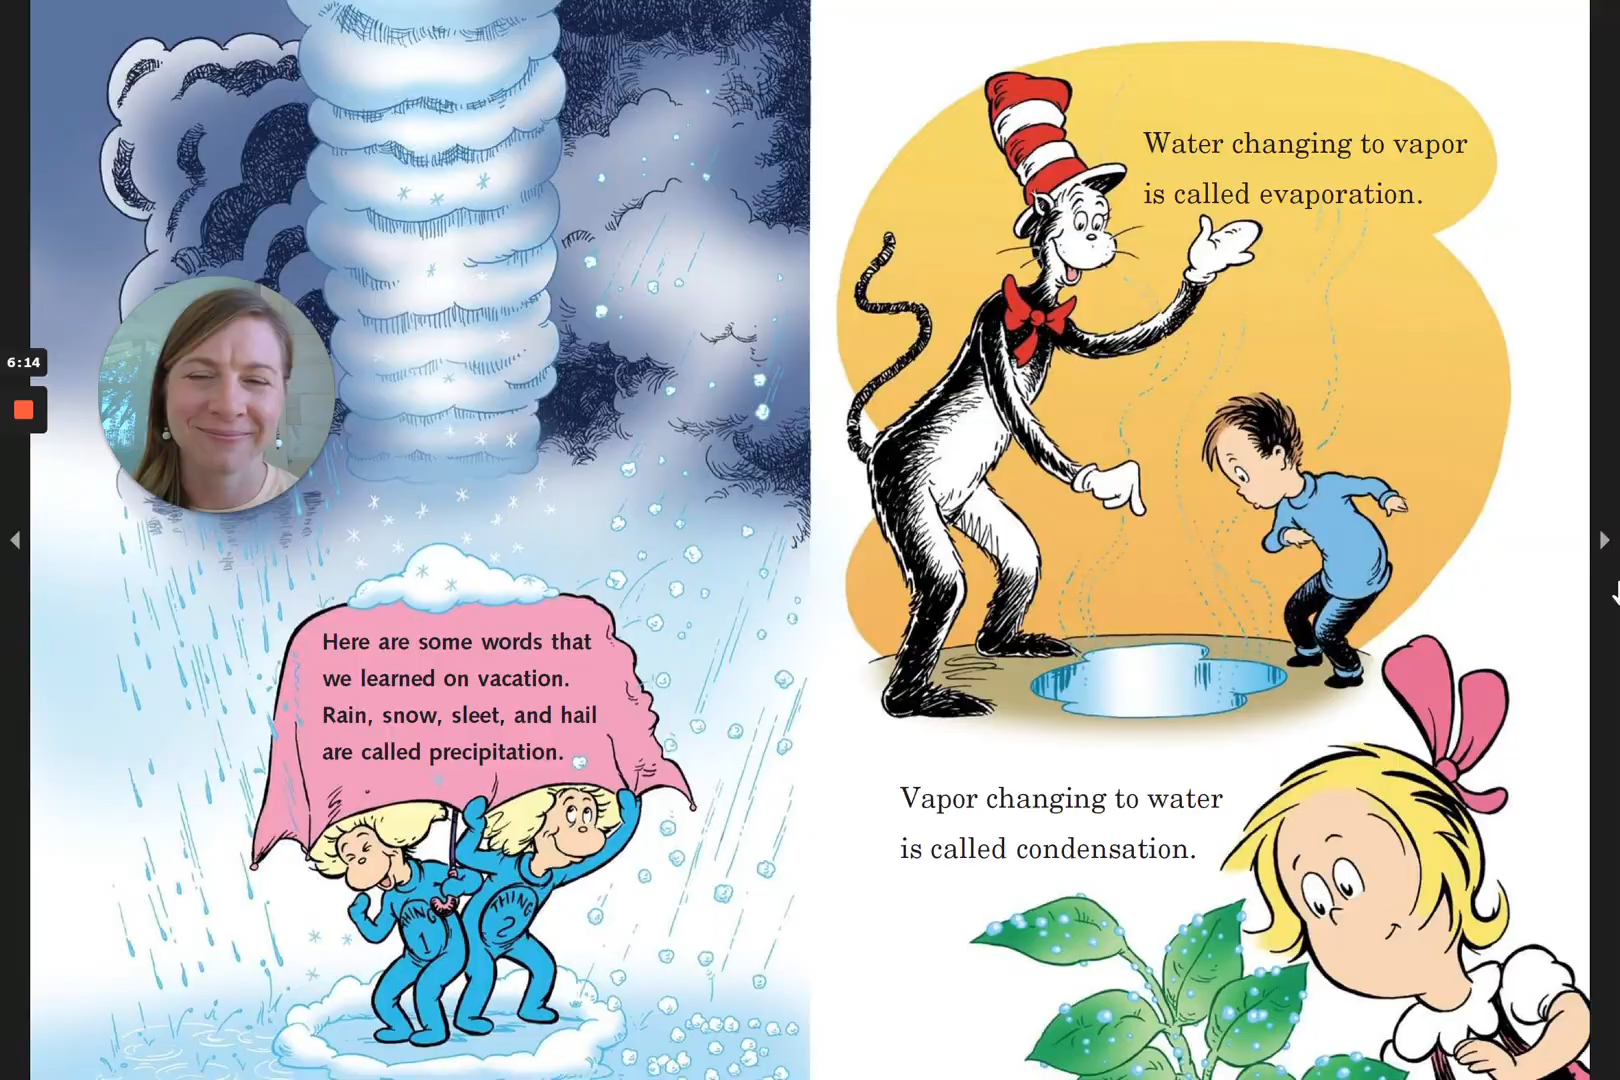 6:14
Here are some words that
we learned on vacation.
Rain, snow, sleet, and hail
are called precipitation.
THING
1
THING
2
Water changing to vapor
is called evaporation.
Vapor changing to water
is called condensation.